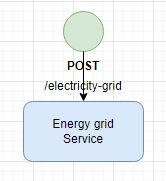 POST
/electricity-grid
Energy grid
Service